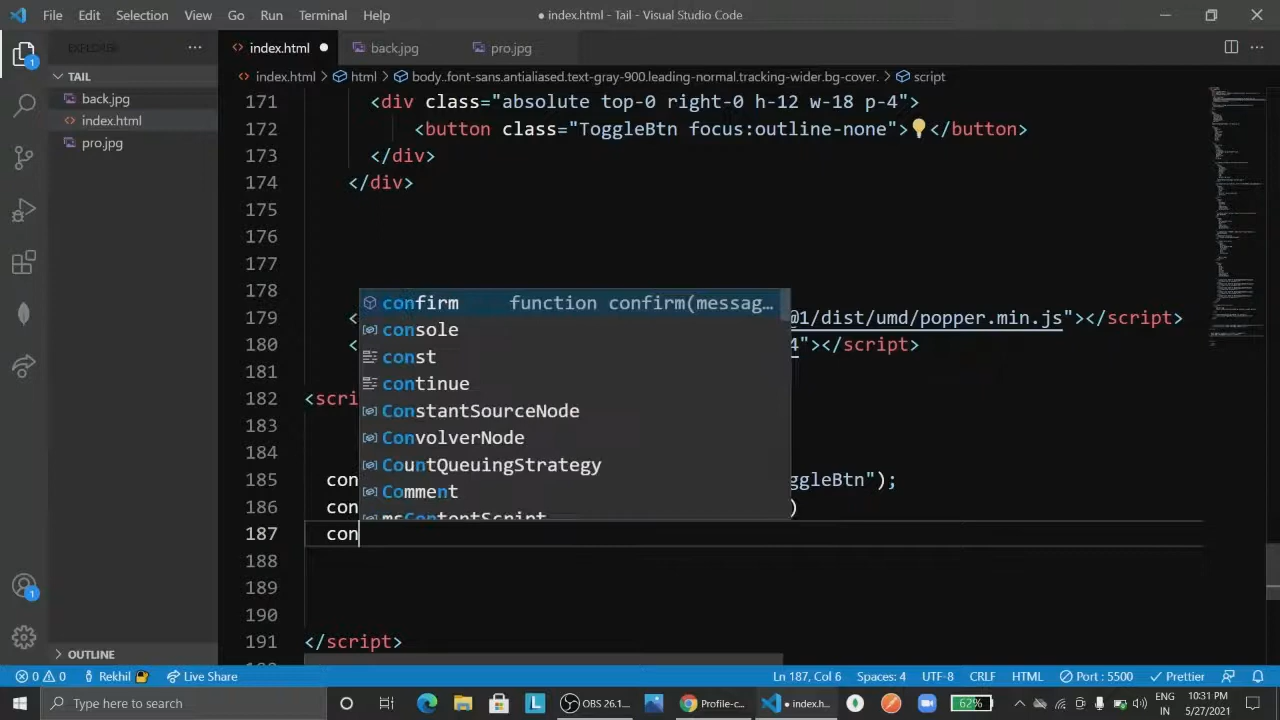 File Edit Selection View Go Run Terminal Help
● index.html - Tail - Visual Studio Code
EXPLORER ...
<> index.html ● back.jpg pro.jpg ...
TAIL
back.jpg
index.html
pro.jpg
<> index.html > html > body..font-sans.antialiased.text-gray-900.leading-normal.tracking-wider.bg-cover. > script
171 <div class="absolute top-0 right-0 h-12 w-18 p-4">
172 <button class="ToggleBtn focus:outline-none">💡</button>
173 </div>
174 </div>
175
176
177
178
confirm function confirm(messag…
179 < @1/dist/umd/popper.min.js"></script>
console
180 < 4"></script>
const
181
continue
182 <scri
ConstantSourceNode
183
ConvolverNode
184
CountQueuingStrategy
185 con ggleBtn");
Comment
186 con )
msContentScript
187 con
188
189
190
191 </script>
OUTLINE
0 0 Rekhil 🔐 Live Share Ln 187, Col 6 Spaces: 4 UTF-8 CRLF HTML Port : 5500 Prettier
Type here to search OBS 26.1... Profile-c... ● index.h... 62% ENG IN 10:31 PM 5/27/2021
1
1